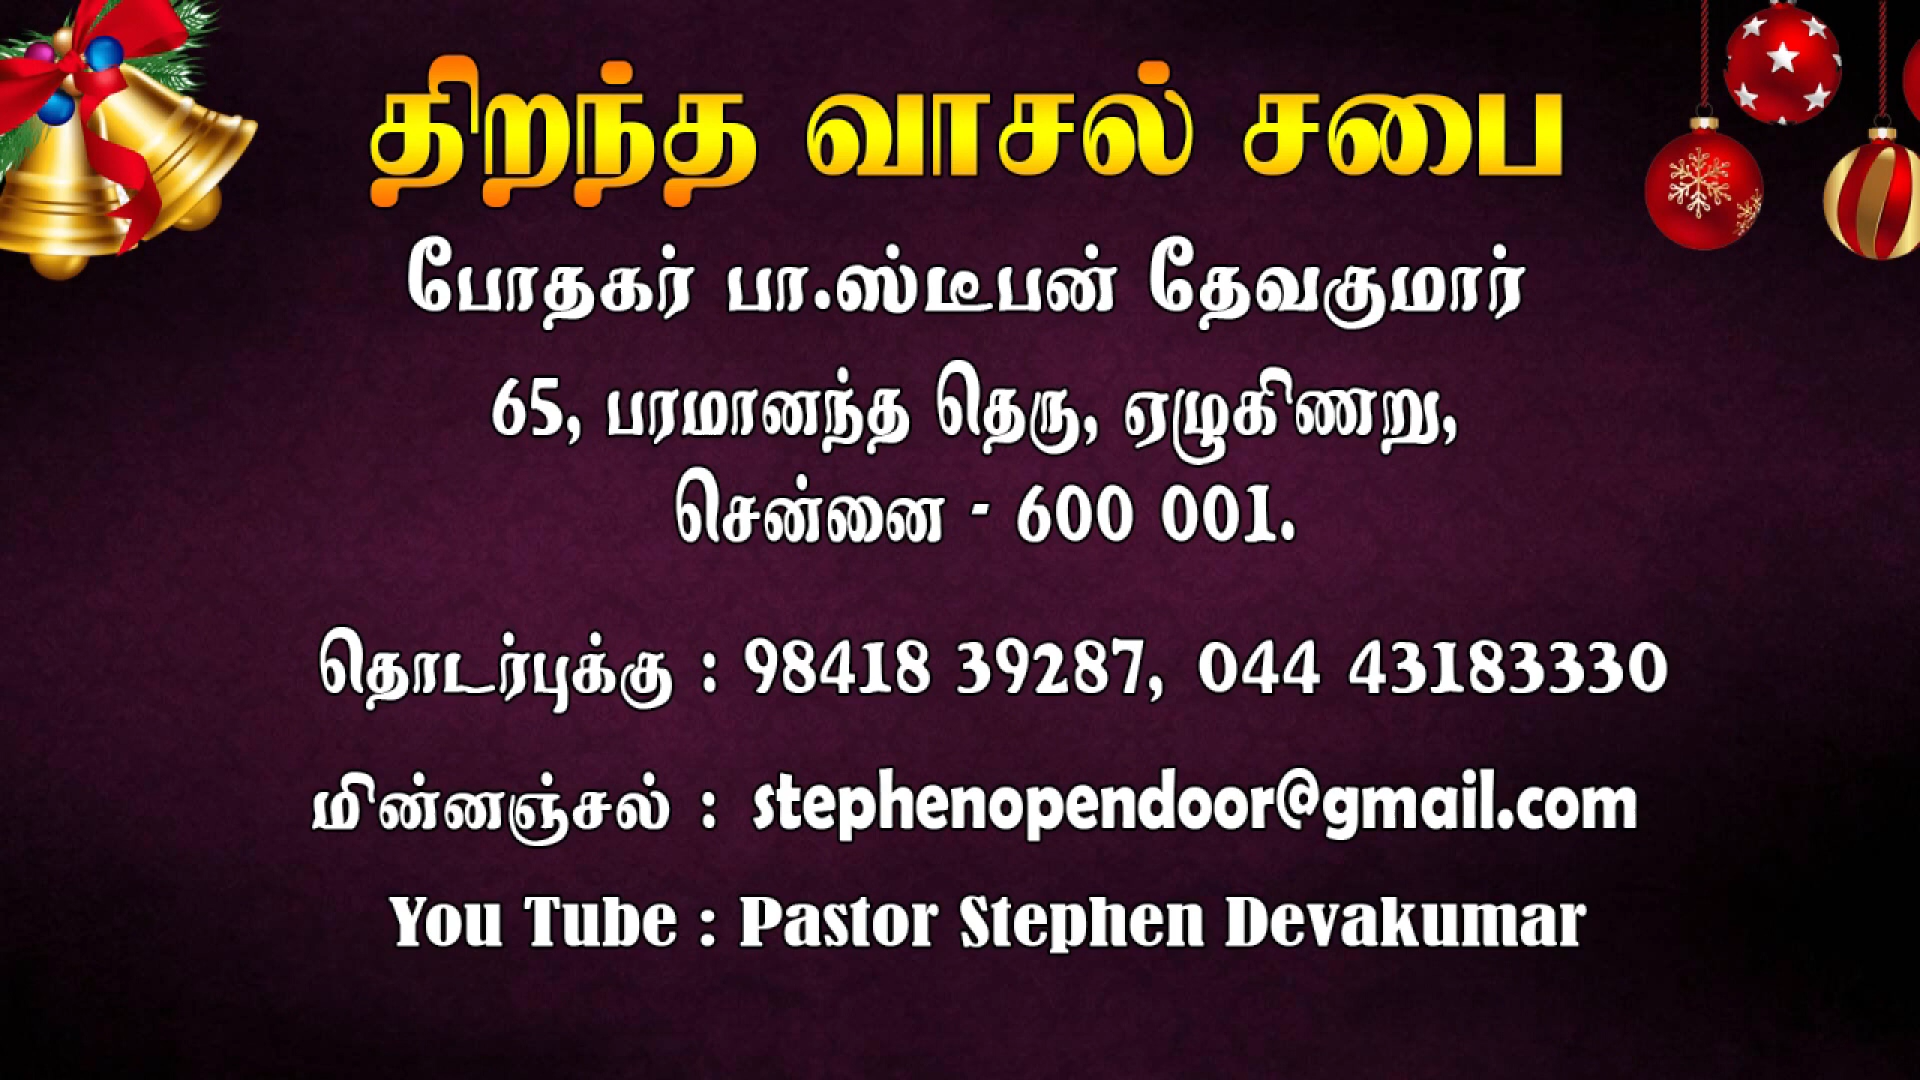 திறந்த வாசல் சபை
போதகர் பா.ஸ்டீபன் தேவகுமார்
65, பரமானந்த தெரு, ஏழுகிணறு,
சென்னை - 600 001.
தொடர்புக்கு : 98418 39287, 044 43183330
மின்னஞ்சல் : stephenopendoor@gmail.com
You Tube : Pastor Stephen Devakumar